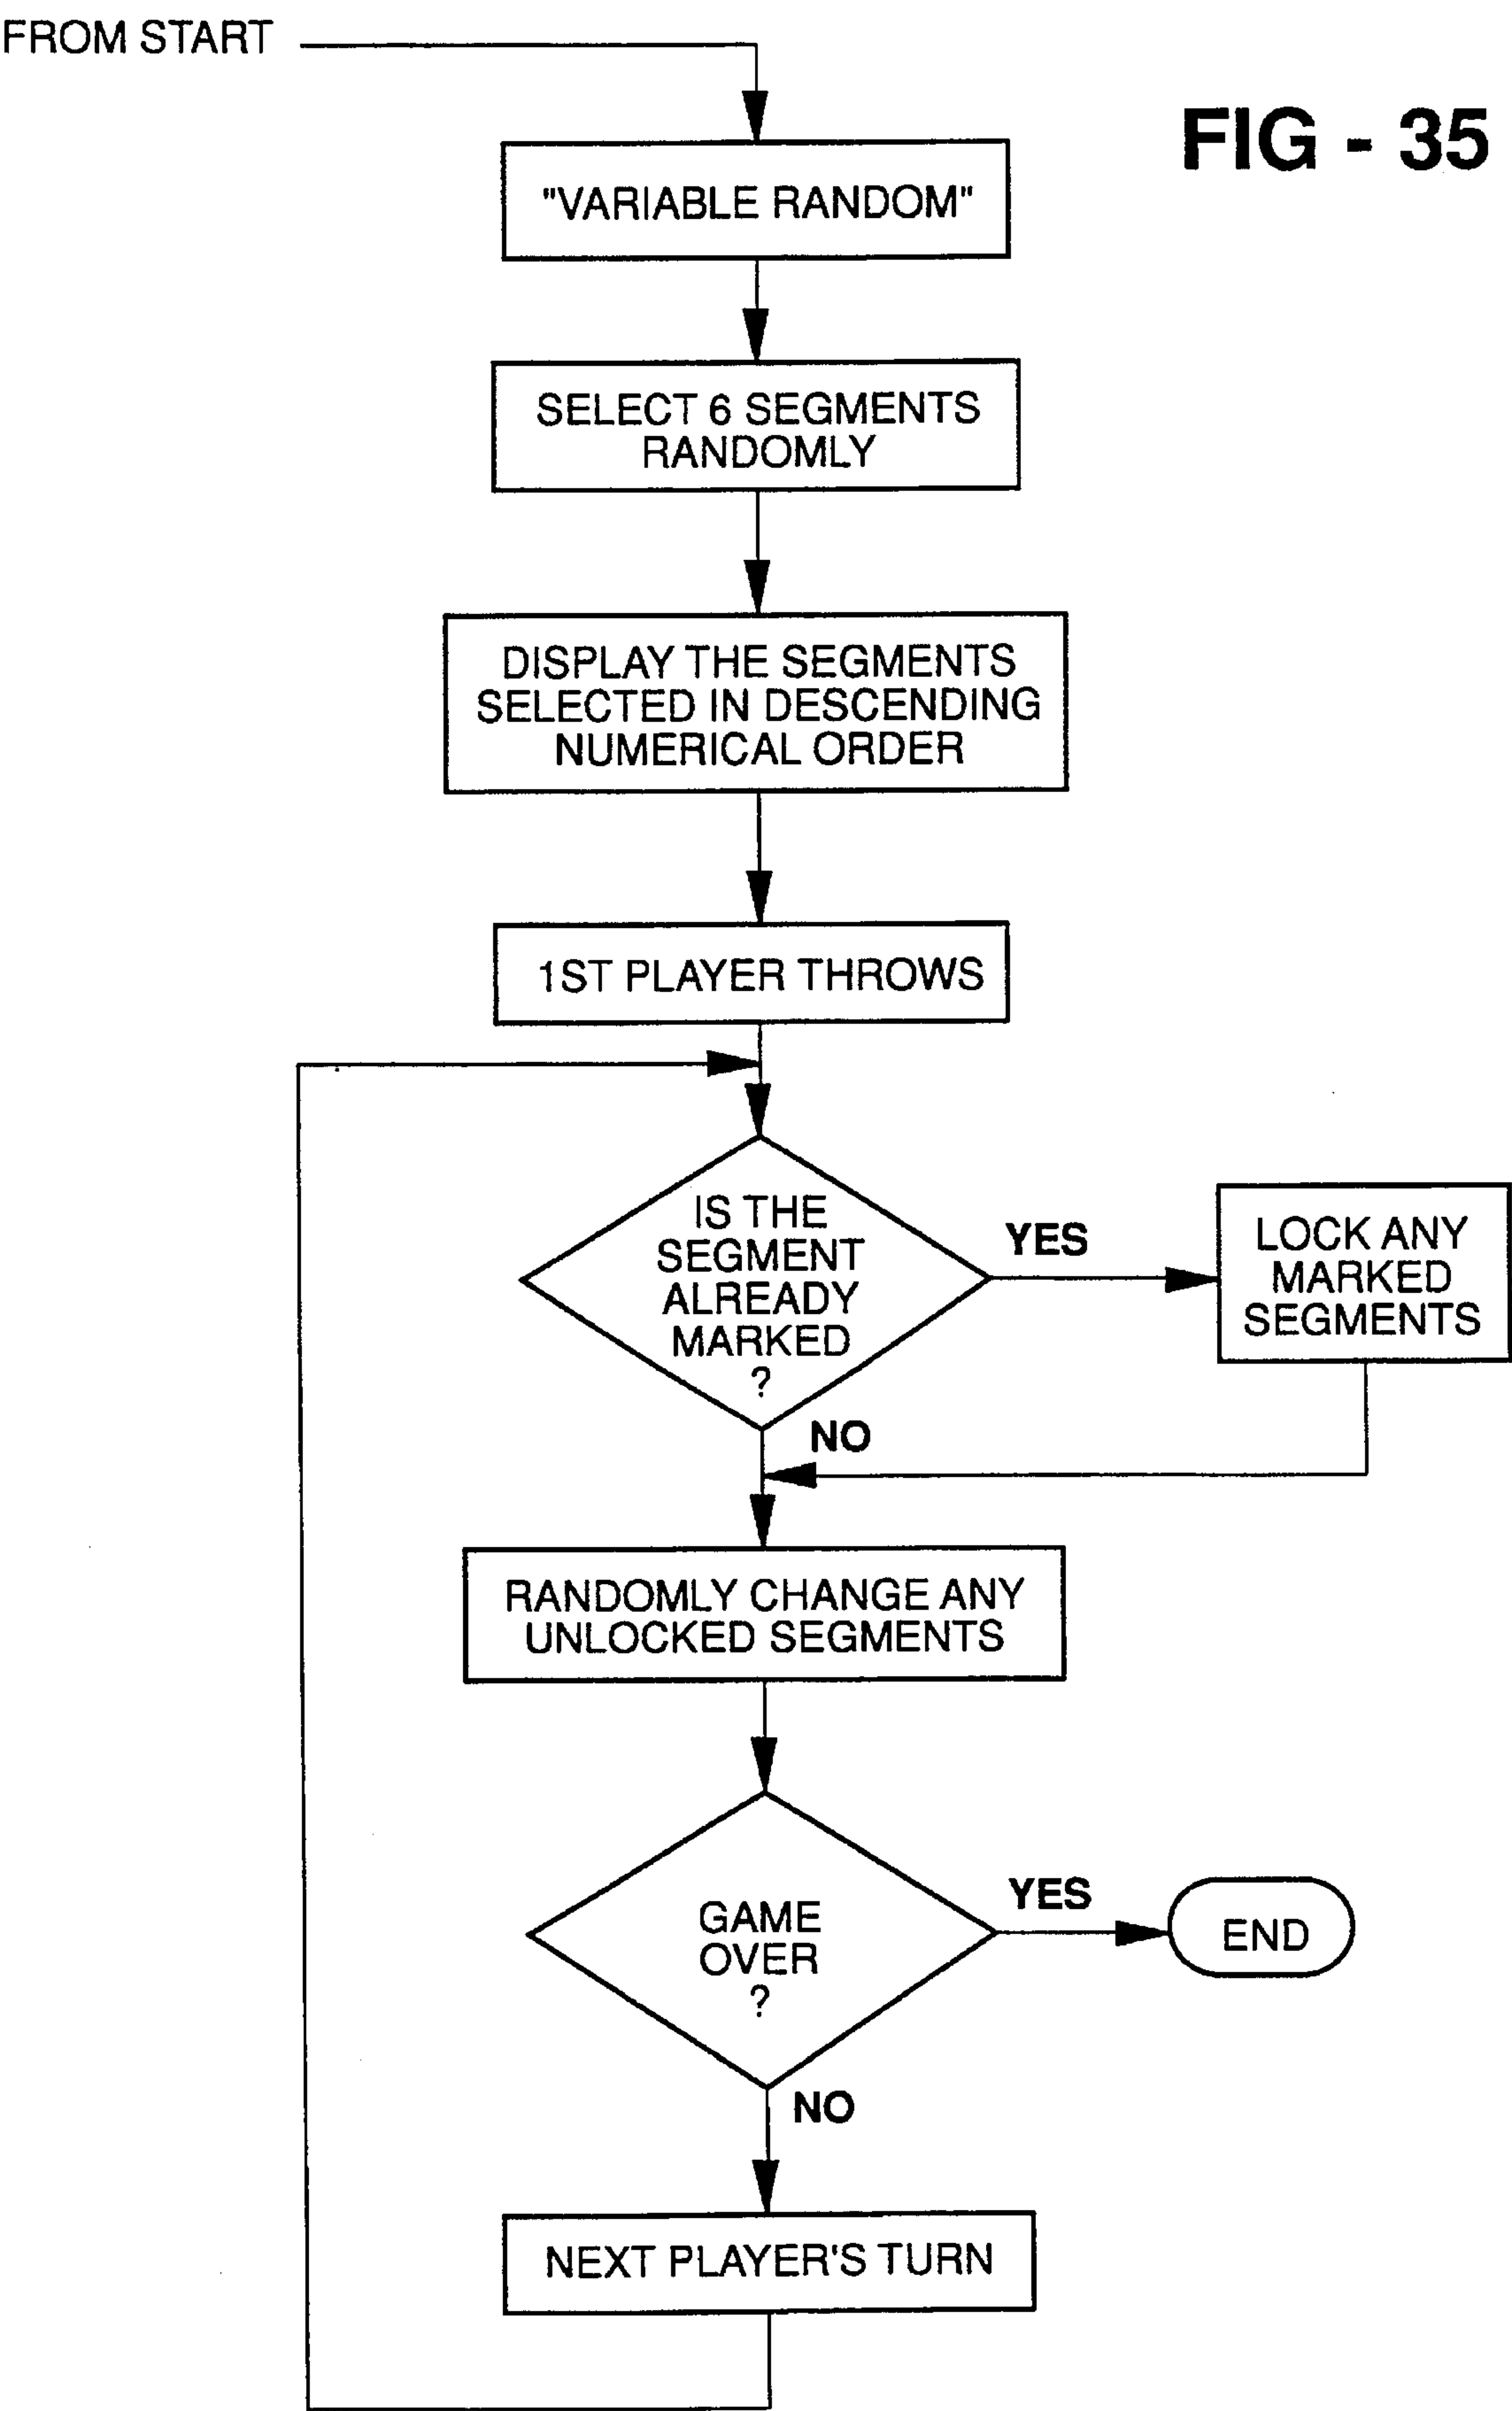 FROM START
FIG - 35
"VARIABLE RANDOM"
SELECT 6 SEGMENTS
RANDOMLY
DISPLAY THE SEGMENTS
SELECTED IN DESCENDING
NUMERICAL ORDER
1ST PLAYER THROWS
IS THE
SEGMENT
ALREADY
MARKED
?
YES
LOCK ANY
MARKED
SEGMENTS
NO
RANDOMLY CHANGE ANY
UNLOCKED SEGMENTS
GAME
OVER
?
YES
END
NO
NEXT PLAYER'S TURN